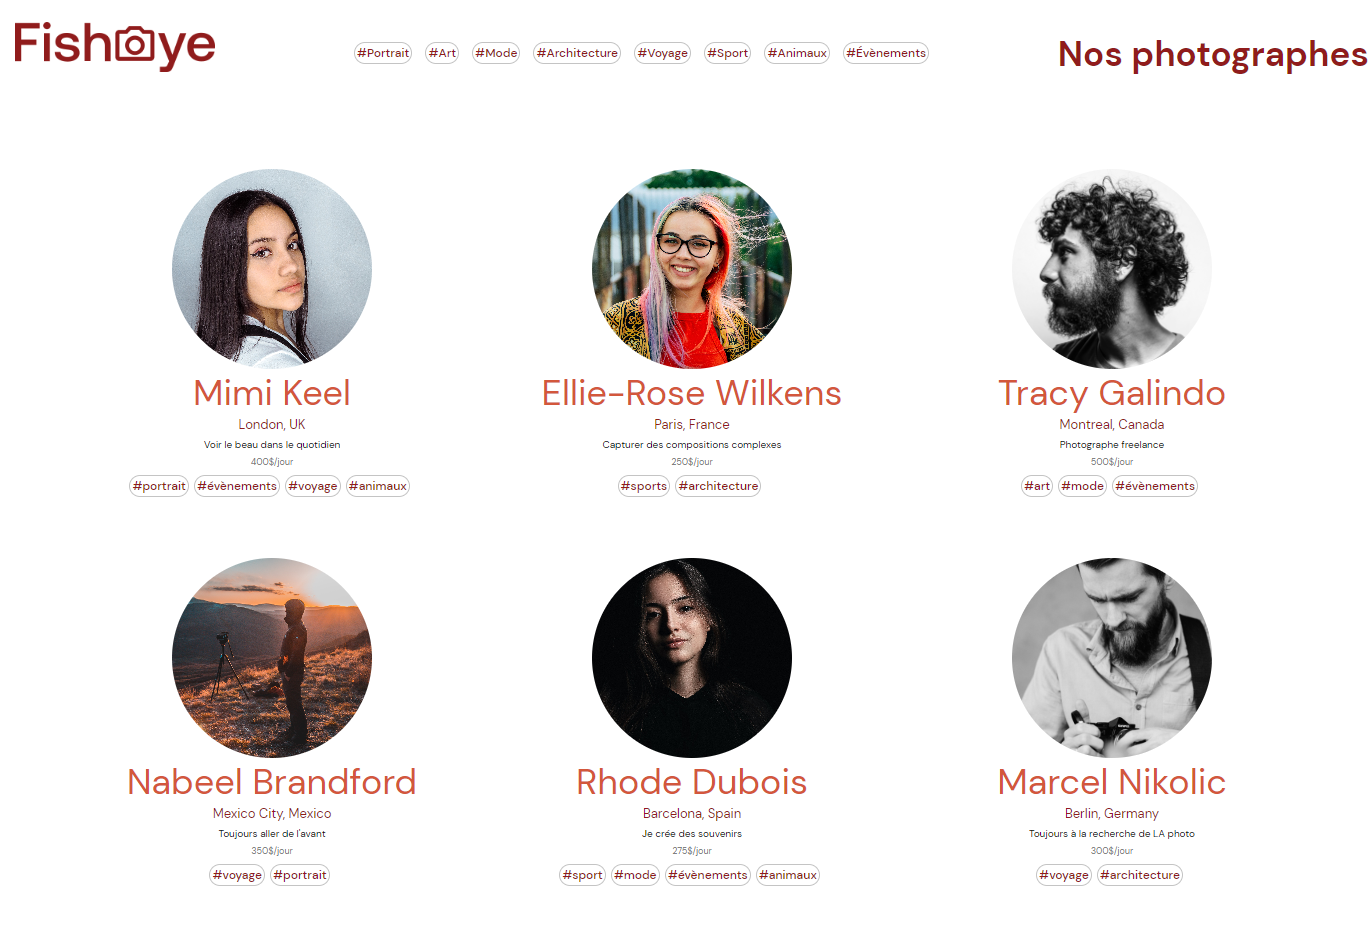 FishEye
#Portrait #Art #Mode #Architecture #Voyage #Sport #Animaux #Évènements
Nos photographes
Mimi Keel
London, UK
Voir le beau dans le quotidien
400$/jour
#portrait #évènements #voyage #animaux
Ellie-Rose Wilkens
Paris, France
Capturer des compositions complexes
250$/jour
#sports #architecture
Tracy Galindo
Montreal, Canada
Photographe freelance
500$/jour
#art #mode #évènements
Nabeel Brandford
Mexico City, Mexico
Toujours aller de l'avant
350$/jour
#voyage #portrait
Rhode Dubois
Barcelona, Spain
Je crée des souvenirs
275$/jour
#sport #mode #évènements #animaux
Marcel Nikolic
Berlin, Germany
Toujours à la recherche de LA photo
300$/jour
#voyage #architecture